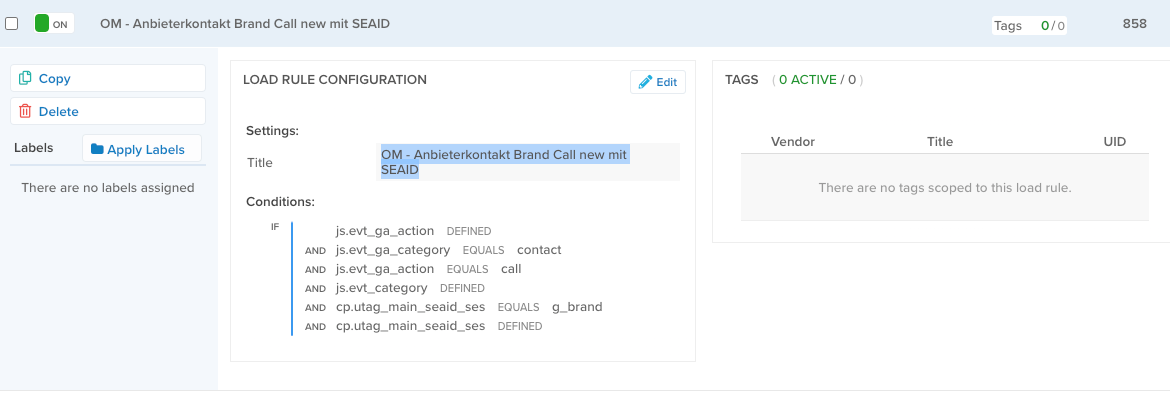 ON OM - Anbieterkontakt Brand Call new mit SEAID Tags 0 / 0 858
Copy
Delete
Labels Apply Labels
There are no labels assigned
LOAD RULE CONFIGURATION Edit
Settings:
Title OM - Anbieterkontakt Brand Call new mit
SEAID
Conditions:
IF js.evt_ga_action DEFINED
AND js.evt_ga_category EQUALS contact
AND js.evt_ga_action EQUALS call
AND js.evt_category DEFINED
AND cp.utag_main_seaid_ses EQUALS g_brand
AND cp.utag_main_seaid_ses DEFINED
TAGS ( 0 ACTIVE / 0 )
Vendor Title UID
There are no tags scoped to this load rule.